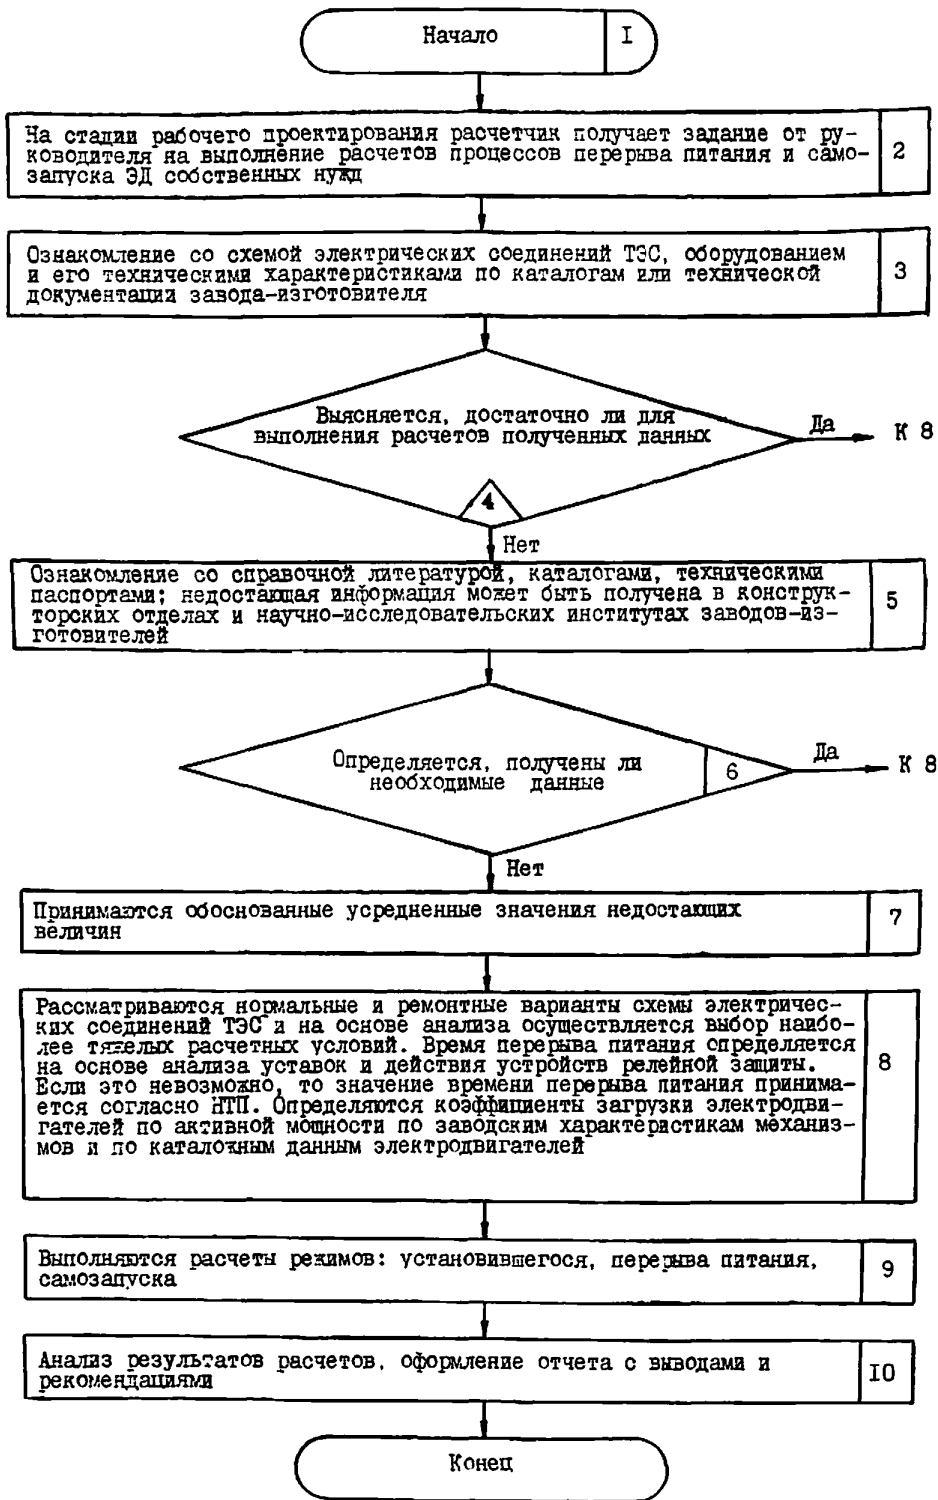 Начало
I
На стадии рабочего проектирования расчетчик получает задание от ру-
ководителя на выполнение расчетов процессов перерыва питания и само-
запуска ЭД собственных нужд
2
Ознакомление со схемой электрических соединений ТЭС, оборудованием
и его техническими характеристиками по каталогам или технической
документации завода-изготовителя
3
Выясняется, достаточно ли для
выполнения расчетов полученных данных
Да
К 8
4
Нет
Ознакомление со справочной литературой, каталогами, техническими
паспортами; недостающая информация может быть получена в конструк-
торских отделах и научно-исследовательских институтах заводов-из-
готовителей
5
Определяется, получены ли
необходимые данные
6
Да
К 8
Нет
Принимаются обоснованные усредненные значения недостающих
величин
7
Рассматриваются нормальные и ремонтные варианты схемы электричес-
ких соединений ТЭС и на основе анализа осуществляется выбор наибо-
лее тяжелых расчетных условий. Время перерыва питания определяется
на основе анализа уставок и действия устройств релейной защиты.
Если это невозможно, то значение времени перерыва питания принима-
ется согласно НТП. Определяются коэффициенты загрузки электродви-
гателей по активной мощности по заводским характеристикам механиз-
мов и по каталожным данным электродвигателей
8
Выполняются расчеты режимов: установившегося, перерыва питания,
самозапуска
9
Анализ результатов расчетов, оформление отчета с выводами и
рекомендациями
IO
Конец